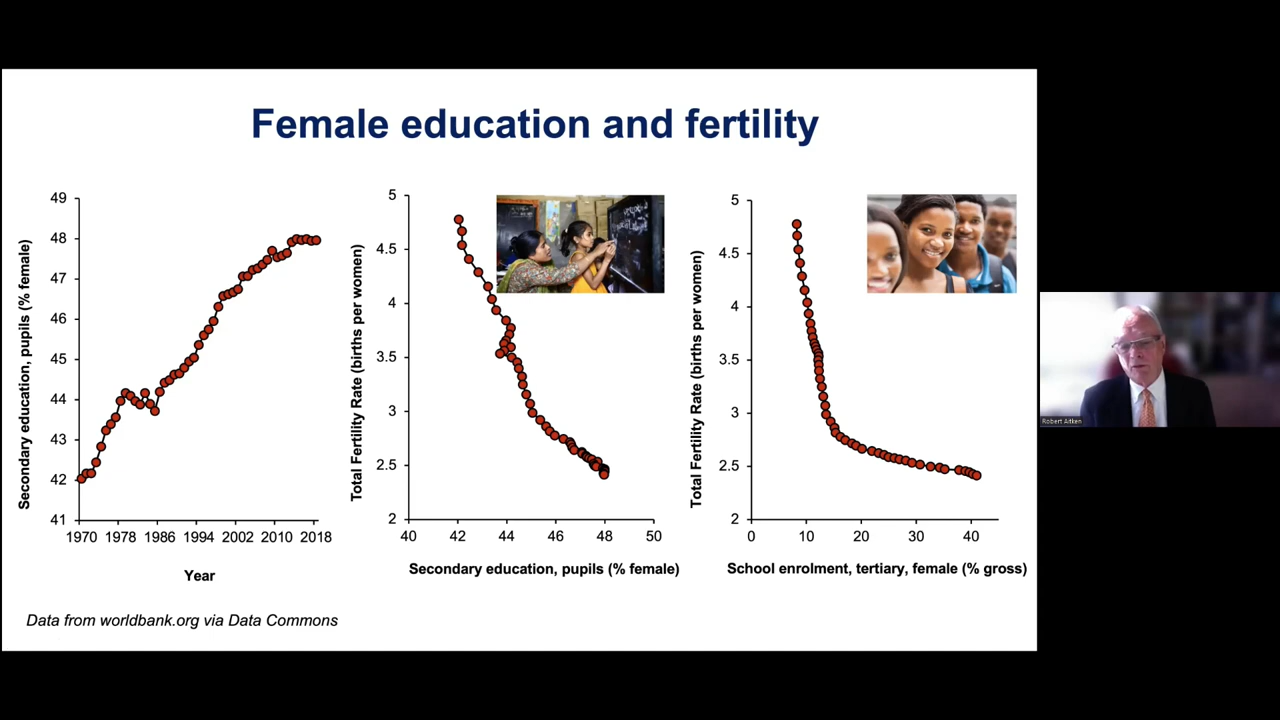 Female education and fertility
Secondary education, pupils (% female)
49
48
47
46
45
44
43
42
41
1970 1978 1986 1994 2002 2010 2018
Year
Total Fertility Rate (births per women)
5
4.5
4
3.5
3
2.5
2
40 42 44 46 48 50
Secondary education, pupils (% female)
Total Fertility Rate (births per women)
5
4.5
4
3.5
3
2.5
2
0 10 20 30 40
School enrolment, tertiary, female (% gross)
Data from worldbank.org via Data Commons
Robert Aitken